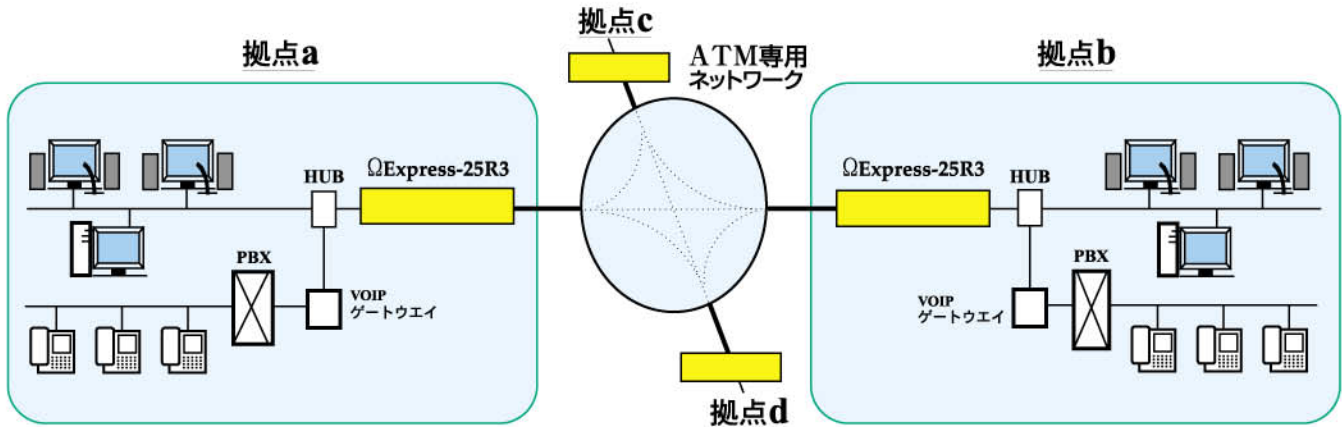 拠点c
ATM専用
ネットワーク
拠点a
拠点b
ΩExpress-25R3
HUB
PBX
VOIP
ゲートウエイ
ΩExpress-25R3
HUB
PBX
VOIP
ゲートウエイ
拠点d